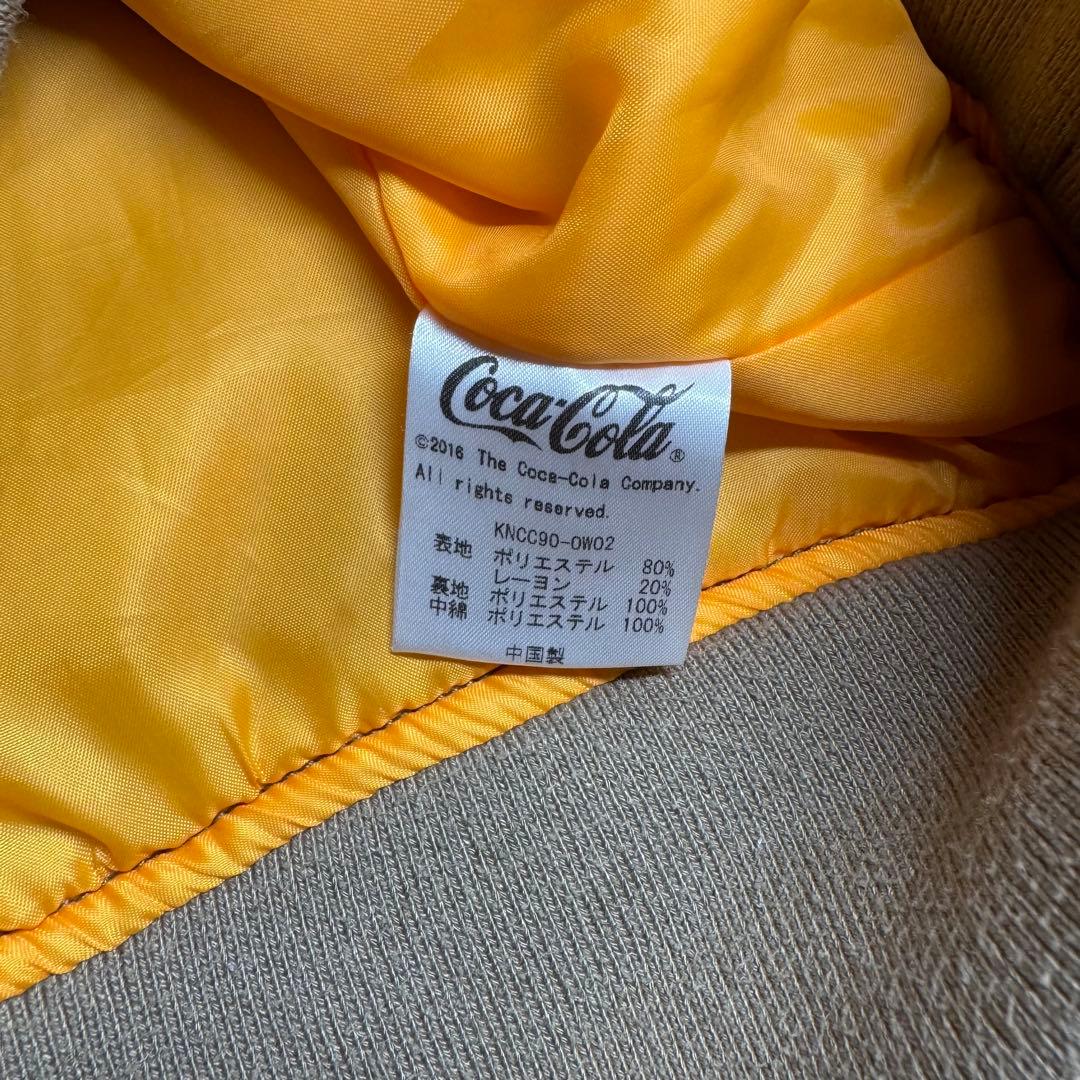 Coca-Cola®
©2016 The Coca-Cola Company.
All rights reserved.
KNCC90-OW02
表地 ポリエステル 80%
レーヨン 20%
裏地 ポリエステル 100%
中綿 ポリエステル 100%
中国製